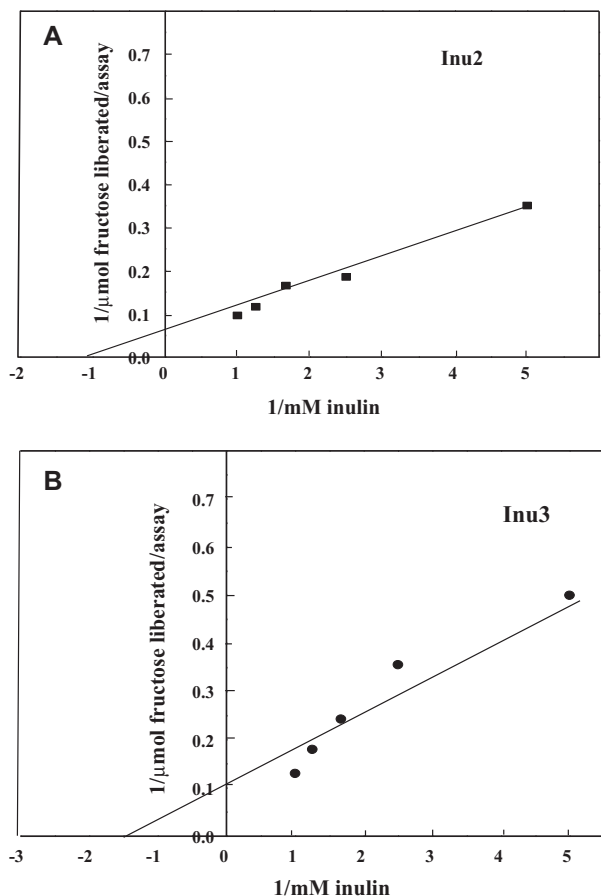 A
Inu2
1/μmol fructose liberated/assay
0.7
0.6
0.5
0.4
0.3
0.2
0.1
0.0
-2 -1 0 1 2 3 4 5
1/mM inulin
B
Inu3
1/μmol fructose liberated/assay
0.7
0.6
0.5
0.4
0.3
0.2
0.1
0.0
-3 -2 -1 0 1 2 3 4 5
1/mM inulin